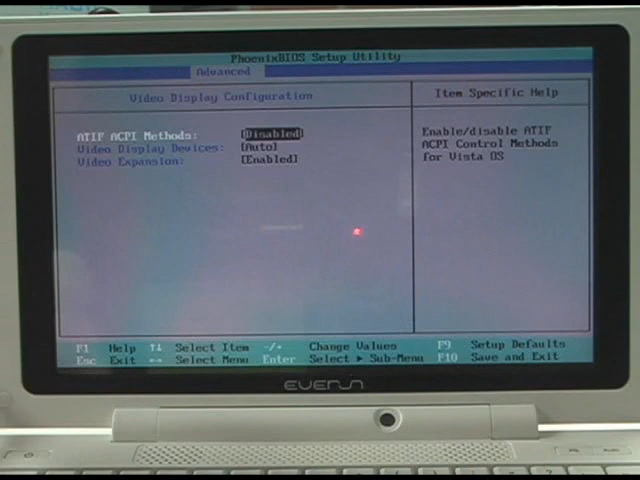 PhoenixBIOS Setup Utility
Advanced
Video Display Configuration
Item Specific Help
ATIF ACPI Methods: [Disabled]
Video Display Devices: [Auto]
Video Expansion: [Enabled]
Enable/disable ATIF
ACPI Control Methods
for Vista OS
F1 Help ↑↓ Select Item -/+ Change Values F9 Setup Defaults
Esc Exit ↔ Select Menu Enter Select ▶ Sub-Menu F10 Save and Exit
EVEREX